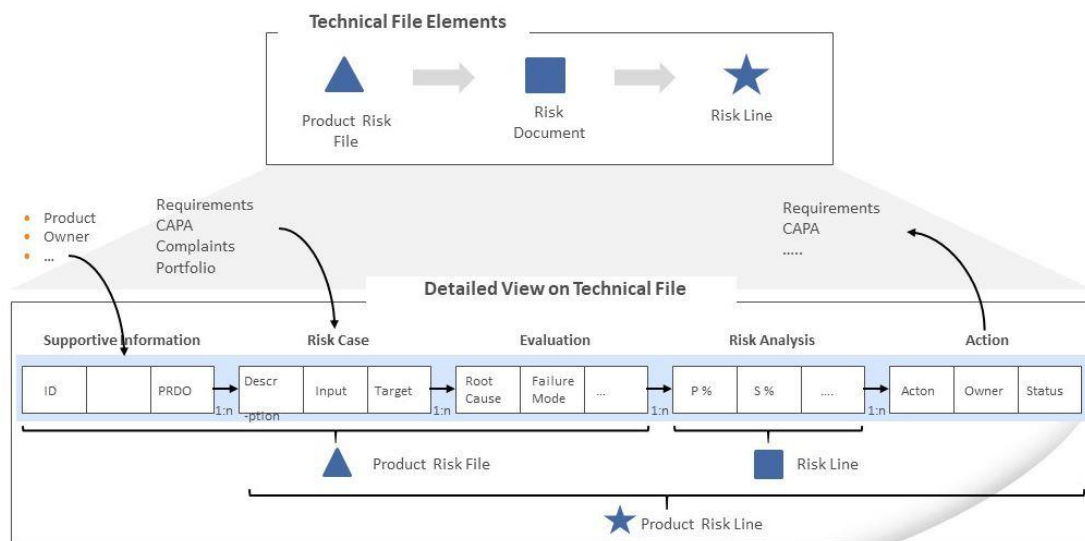 Technical File Elements
Product Risk
File
Risk
Document
Risk Line
• Product
• Owner
• ...
Requirements
CAPA
Complaints
Portfolio
Requirements
CAPA
.....
Detailed View on Technical File
Supportive Information
Risk Case
Evaluation
Risk Analysis
Action
ID
PRDO
1:n
Descr
-ption
Input
Target
1:n
Root
Cause
Failure
Mode
...
1:n
P %
S %
....
1:n
Acton
Owner
Status
Product Risk File
Risk Line
Product Risk Line